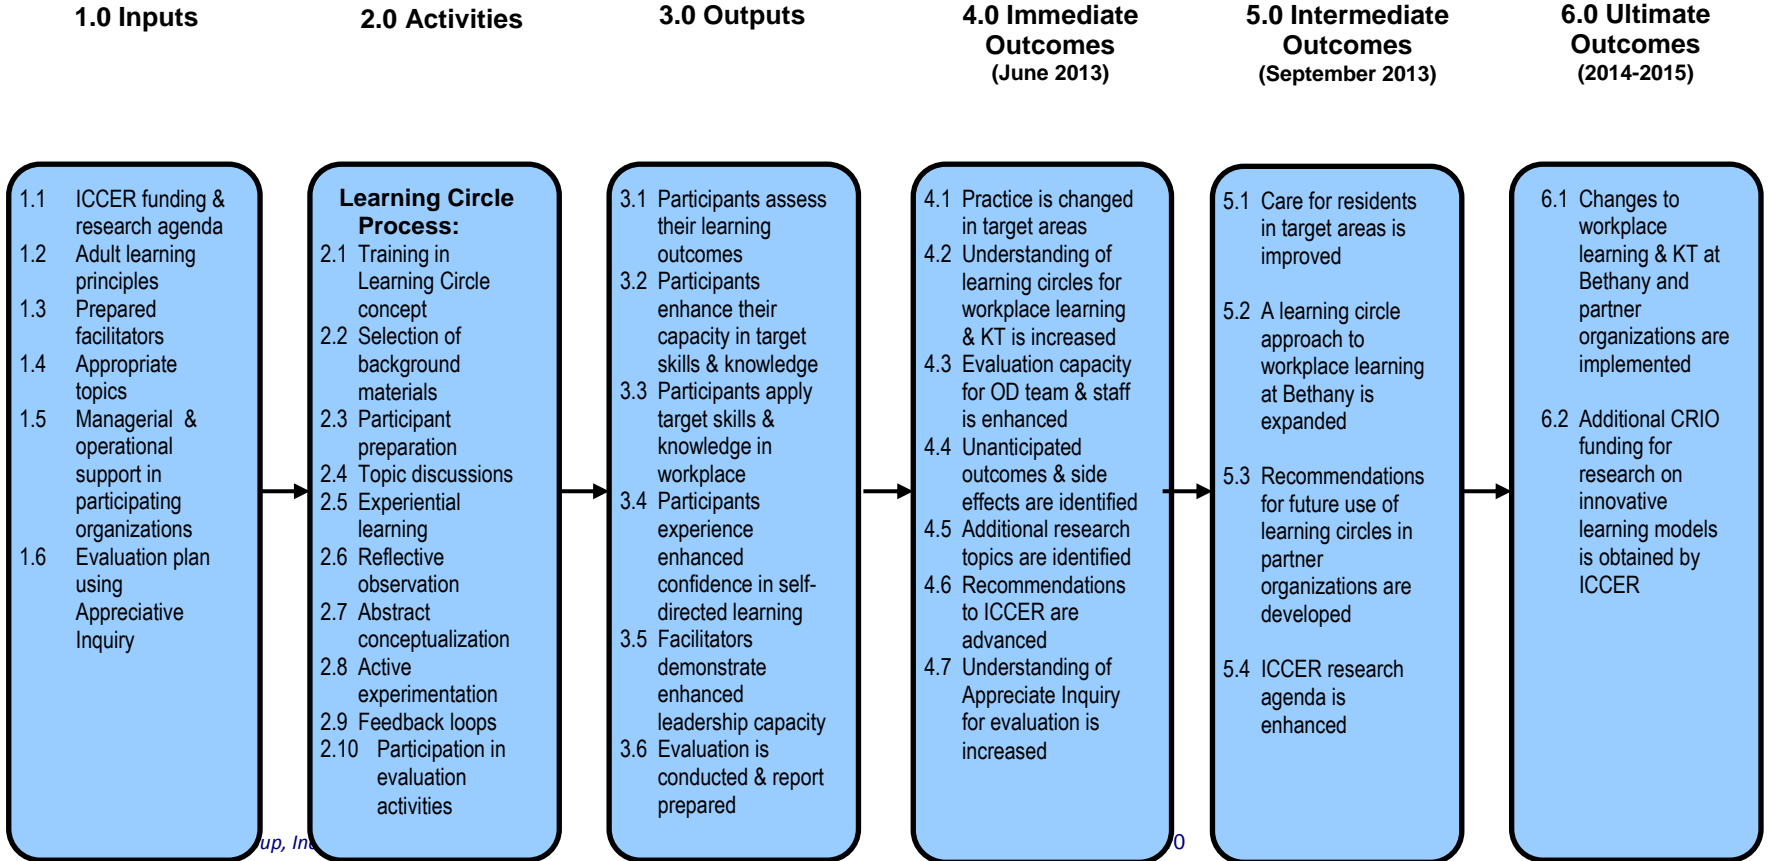 1.0 Inputs
2.0 Activities
3.0 Outputs
4.0 Immediate
Outcomes
(June 2013)
5.0 Intermediate
Outcomes
(September 2013)
6.0 Ultimate
Outcomes
(2014-2015)
1.1 ICCER funding &
research agenda
1.2 Adult learning
principles
1.3 Prepared
facilitators
1.4 Appropriate
topics
1.5 Managerial &
operational
support in
participating
organizations
1.6 Evaluation plan
using
Appreciative
Inquiry
Learning Circle
Process:
2.1 Training in
Learning Circle
concept
2.2 Selection of
background
materials
2.3 Participant
preparation
2.4 Topic discussions
2.5 Experiential
learning
2.6 Reflective
observation
2.7 Abstract
conceptualization
2.8 Active
experimentation
2.9 Feedback loops
2.10 Participation in
evaluation
activities
3.1 Participants assess
their learning
outcomes
3.2 Participants
enhance their
capacity in target
skills & knowledge
3.3 Participants apply
target skills &
knowledge in
workplace
3.4 Participants
experience
enhanced
confidence in self-
directed learning
3.5 Facilitators
demonstrate
enhanced
leadership capacity
3.6 Evaluation is
conducted & report
prepared
4.1 Practice is changed
in target areas
4.2 Understanding of
learning circles for
workplace learning
& KT is increased
4.3 Evaluation capacity
for OD team & staff
is enhanced
4.4 Unanticipated
outcomes & side
effects are identified
4.5 Additional research
topics are identified
4.6 Recommendations
to ICCER are
advanced
4.7 Understanding of
Appreciate Inquiry
for evaluation is
increased
5.1 Care for residents
in target areas is
improved
5.2 A learning circle
approach to
workplace learning
at Bethany is
expanded
5.3 Recommendations
for future use of
learning circles in
partner
organizations are
developed
5.4 ICCER research
agenda is
enhanced
6.1 Changes to
workplace
learning & KT at
Bethany and
partner
organizations are
implemented
6.2 Additional CRIO
funding for
research on
innovative
learning models
is obtained by
ICCER
up, In
0